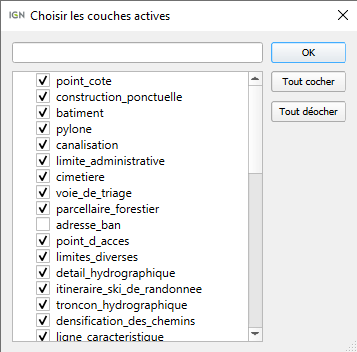 IGN Choisir les couches actives
OK
point_cote
Tout cocher
construction_ponctuelle
batiment
Tout déocher
pylone
canalisation
limite_administrative
cimetiere
voie_de_triage
parcellaire_forestier
adresse_ban
point_d_acces
limites_diverses
detail_hydrographique
itineraire_ski_de_randonnee
troncon_hydrographique
densification_des_chemins
ligne_caracteristique